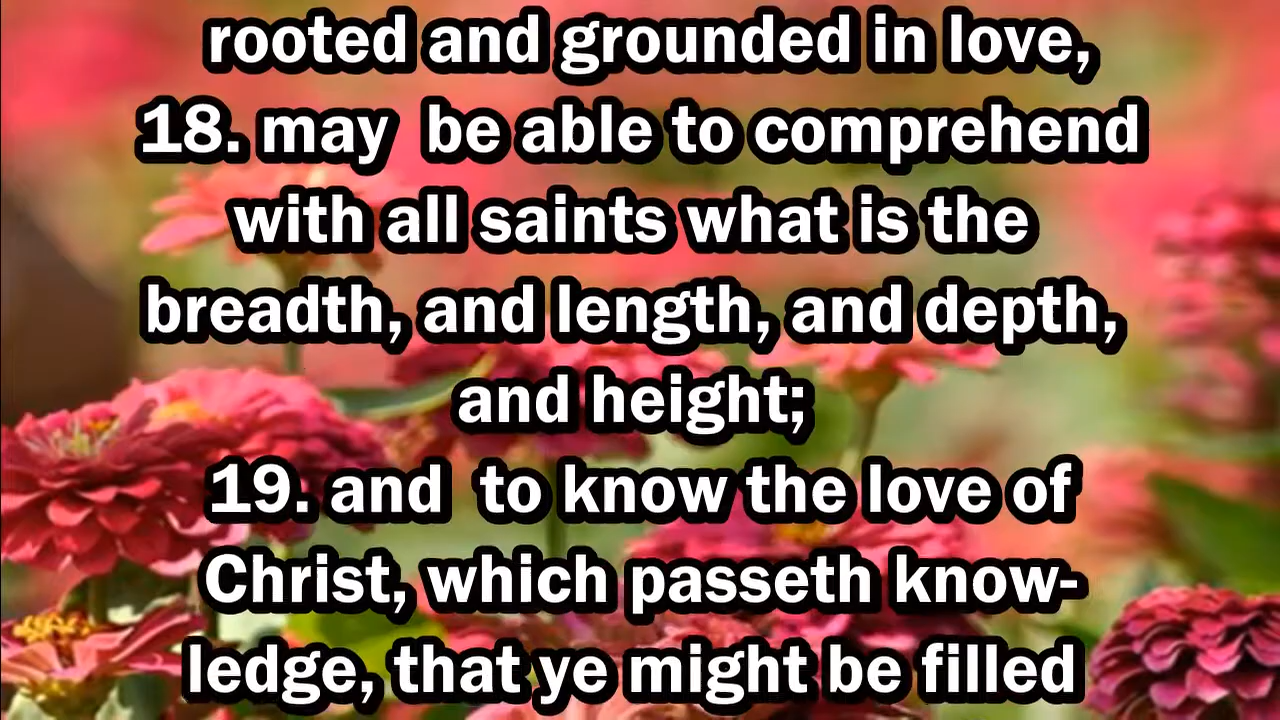 rooted and grounded in love,
18. may  be able to comprehend
with all saints what is the
breadth, and length, and depth,
and height;
19. and  to know the love of
Christ, which passeth know-
ledge, that ye might be filled